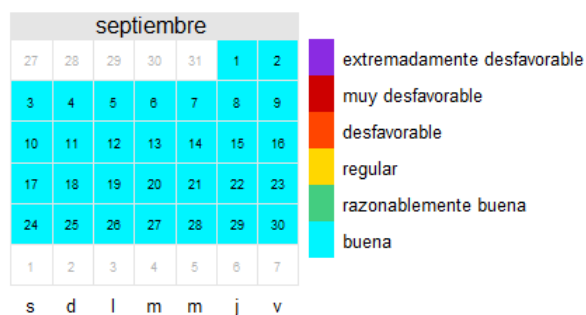 septiembre
27 28 29 30 31 1 2
3 4 5 6 7 8 9
10 11 12 13 14 15 16
17 18 19 20 21 22 23
24 25 26 27 28 29 30
1 2 3 4 5 6 7
s d l m m j v
extremadamente desfavorable
muy desfavorable
desfavorable
regular
razonablemente buena
buena